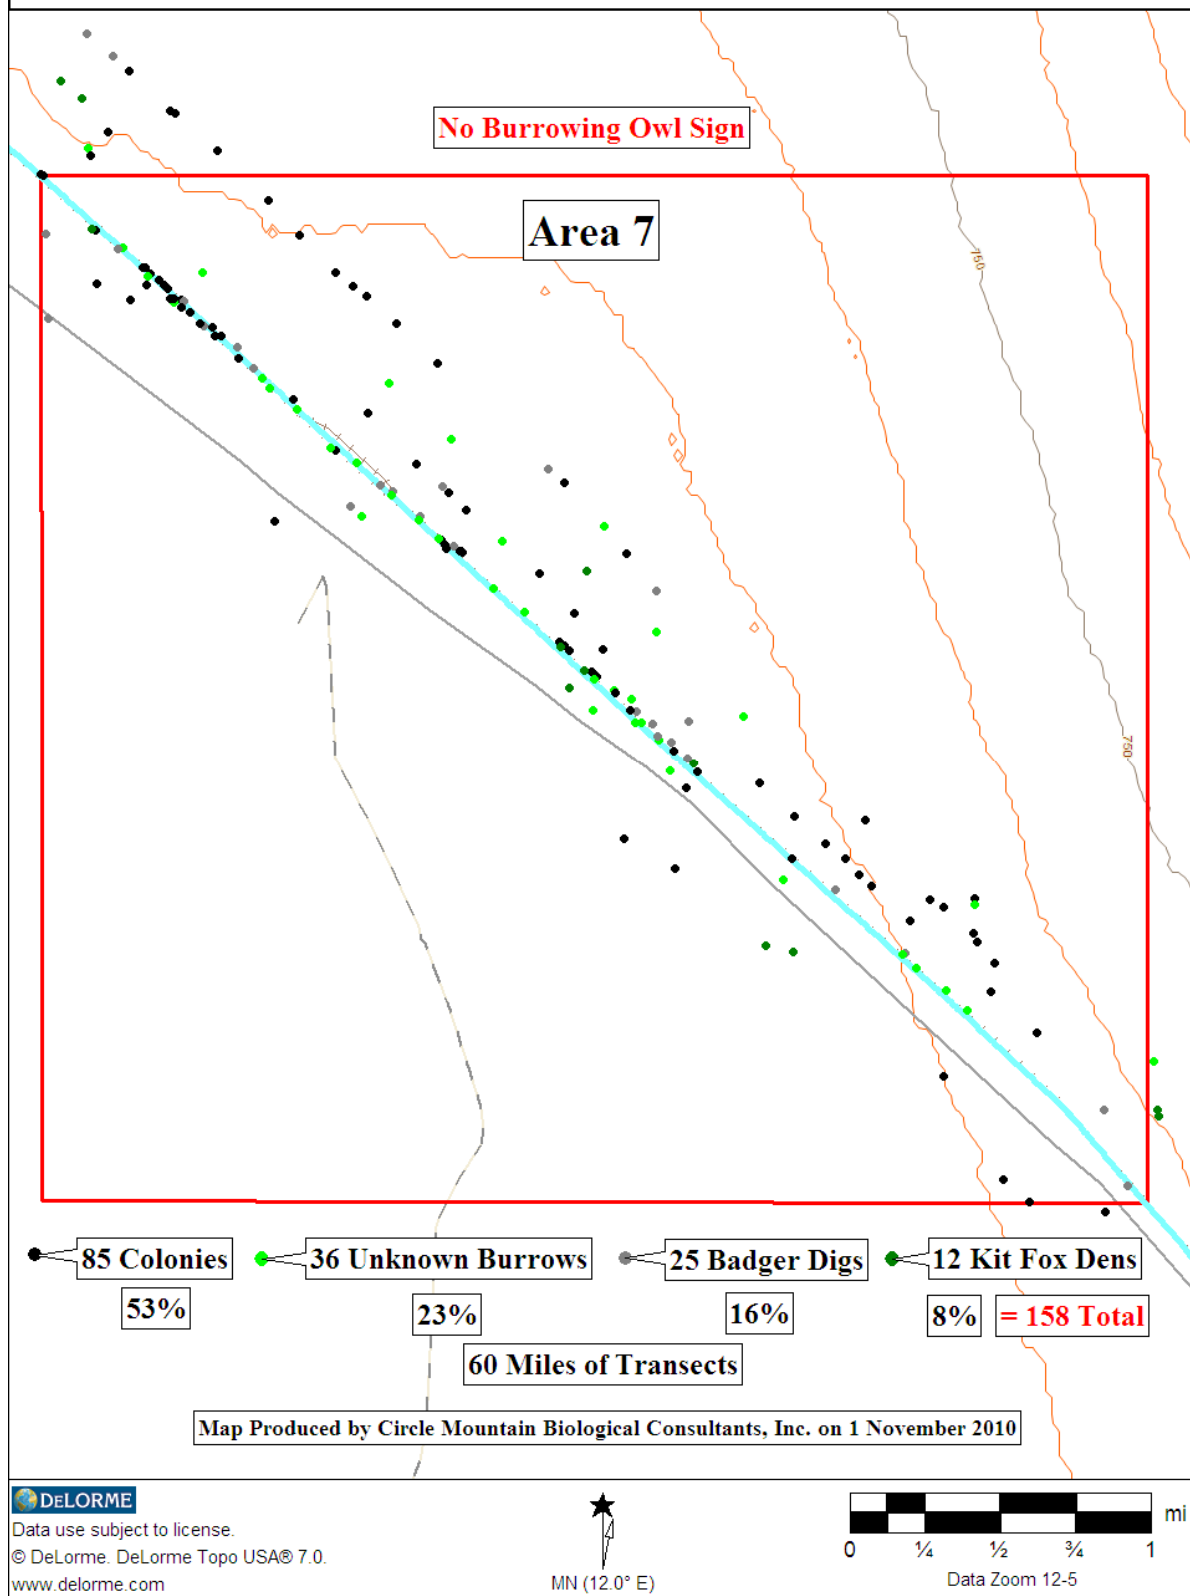 No Burrowing Owl Sign
Area 7
750
750
85 Colonies
36 Unknown Burrows
25 Badger Digs
12 Kit Fox Dens
53%
23%
16%
8%
= 158 Total
60 Miles of Transects
Map Produced by Circle Mountain Biological Consultants, Inc. on 1 November 2010
DELORME
Data use subject to license.
© DeLorme. DeLorme Topo USA® 7.0.
www.delorme.com
MN (12.0° E)
mi
0 ¼ ½ ¾ 1
Data Zoom 12-5